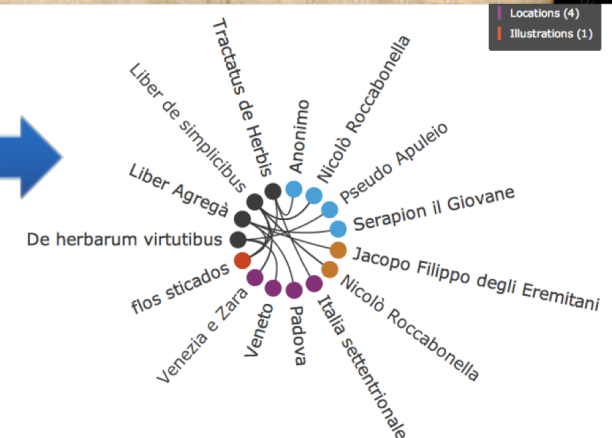 Locations (4)
Illustrations (1)
Tractatus de Herbis
Anonimo
Nicolò Roccabonella
Pseudo Apuleio
Serapion il Giovane
Jacopo Filippo degli Eremitani
Nicolò Roccabonella
Italia settentrionale
Padova
Veneto
Venezia e Zara
flos sticados
De herbarum virtutibus
Liber Agregà
Liber de simplicibus